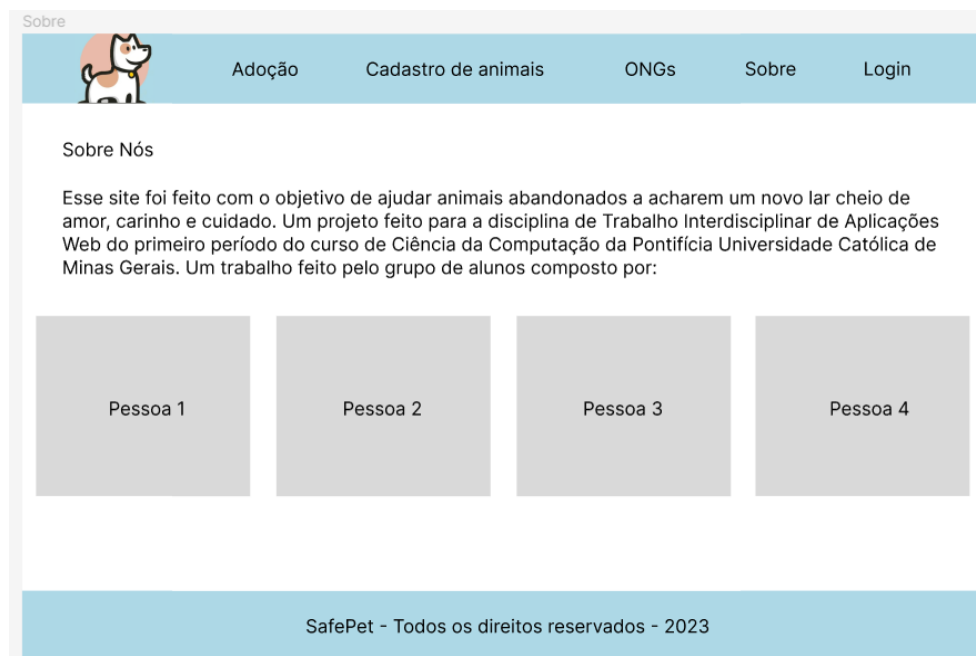 Sobre
Adoção Cadastro de animais ONGs Sobre Login
Sobre Nós
Esse site foi feito com o objetivo de ajudar animais abandonados a acharem um novo lar cheio de
amor, carinho e cuidado. Um projeto feito para a disciplina de Trabalho Interdisciplinar de Aplicações
Web do primeiro período do curso de Ciência da Computação da Pontifícia Universidade Católica de
Minas Gerais. Um trabalho feito pelo grupo de alunos composto por:
Pessoa 1 Pessoa 2 Pessoa 3 Pessoa 4
SafePet - Todos os direitos reservados - 2023